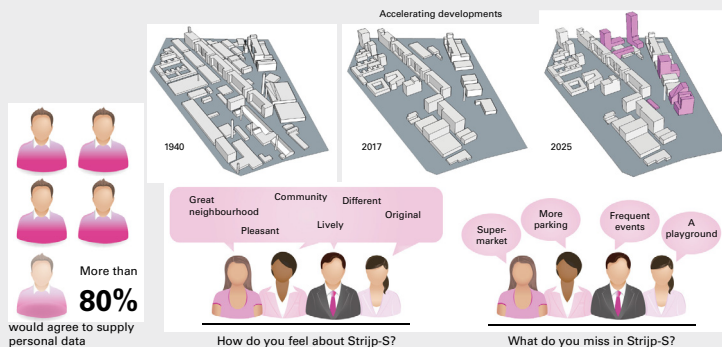 Accelerating developments
1940
2017
2025
More than
80%
would agree to supply
personal data
Great
neighbourhood
Community
Different
Original
Pleasant
Lively
How do you feel about Strijp-S?
Super-
market
More
parking
Frequent
events
A
playground
What do you miss in Strijp-S?